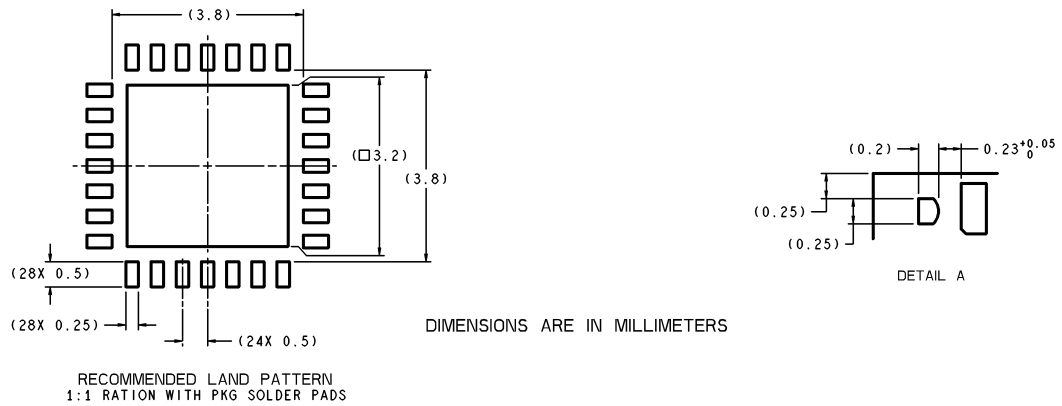 (3.8)
(□3.2)
(3.8)
(28X 0.5)
(28X 0.25)
(24X 0.5)
RECOMMENDED LAND PATTERN
1:1 RATION WITH PKG SOLDER PADS
DIMENSIONS ARE IN MILLIMETERS
(0.2)
0.23 +0.05 0
(0.25)
(0.25)
DETAIL A